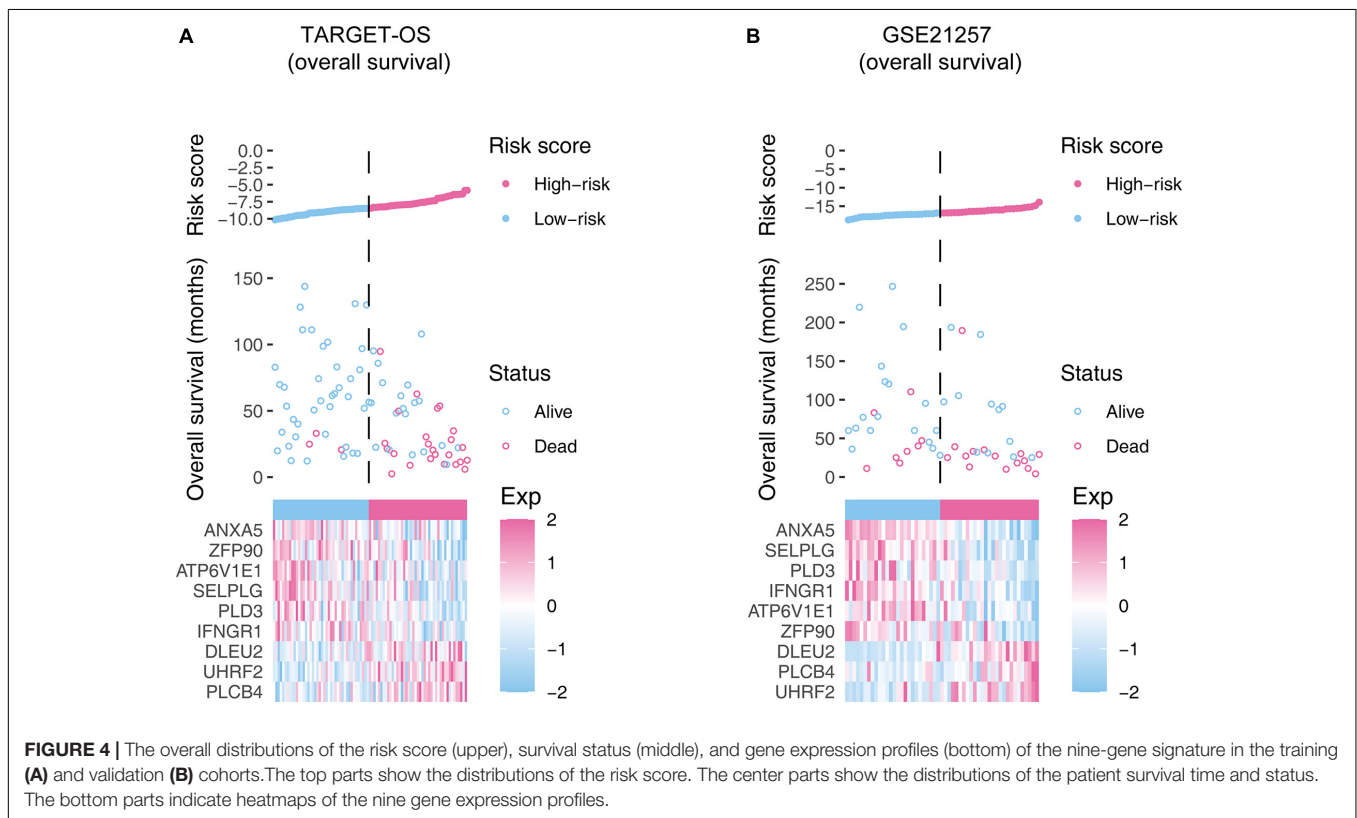 A
TARGET-OS
(overall survival)
Risk score
0.0
−2.5
−5.0
−7.5
−10.0
Risk score
High−risk
Low−risk
Overall survival (months)
150
100
50
0
Status
Alive
Dead
Exp
2
1
0
−1
−2
ANXA5
ZFP90
ATP6V1E1
SELPLG
PLD3
IFNGR1
DLEU2
UHRF2
PLCB4
B
GSE21257
(overall survival)
Risk score
0
−5
−10
−15
Risk score
High−risk
Low−risk
Overall survival (months)
250
200
150
100
50
0
Status
Alive
Dead
Exp
2
1
0
−1
−2
ANXA5
SELPLG
PLD3
IFNGR1
ATP6V1E1
ZFP90
DLEU2
PLCB4
UHRF2
FIGURE 4 | The overall distributions of the risk score (upper), survival status (middle), and gene expression profiles (bottom) of the nine-gene signature in the training
(A) and validation (B) cohorts.The top parts show the distributions of the risk score. The center parts show the distributions of the patient survival time and status.
The bottom parts indicate heatmaps of the nine gene expression profiles.